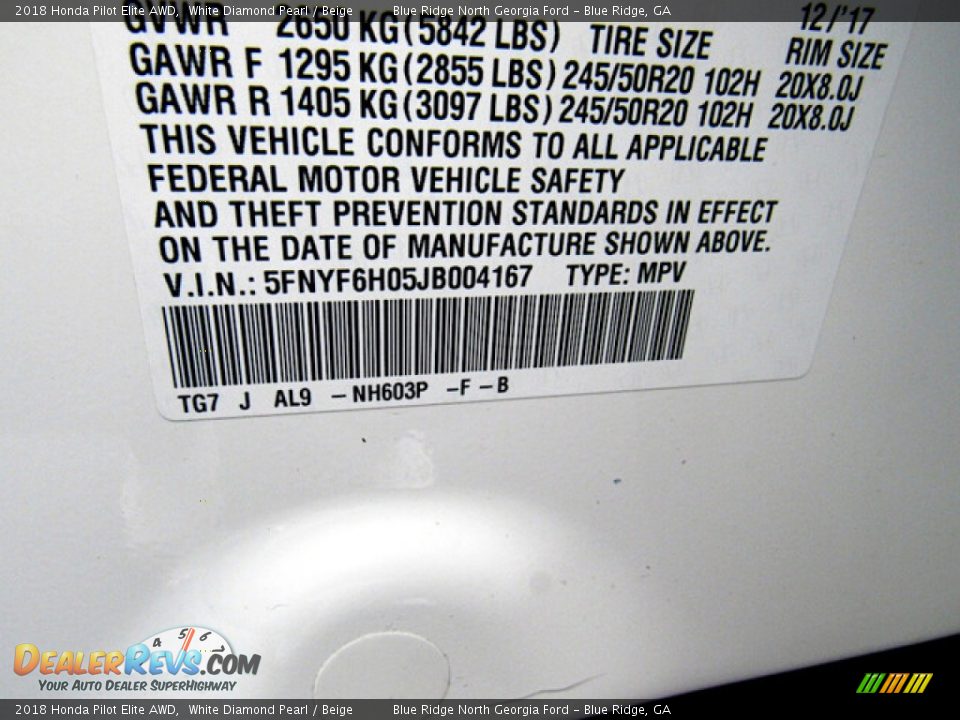 2018 Honda Pilot Elite AWD,  White Diamond Pearl / Beige     Blue Ridge North Georgia Ford – Blue Ridge, GA
12/'17
GVWR 2650 KG (5842 LBS) TIRE SIZE RIM SIZE
GAWR F 1295 KG (2855 LBS) 245/50R20 102H 20X8.0J
GAWR R 1405 KG (3097 LBS) 245/50R20 102H 20X8.0J
THIS VEHICLE CONFORMS TO ALL APPLICABLE
FEDERAL MOTOR VEHICLE SAFETY
AND THEFT PREVENTION STANDARDS IN EFFECT
ON THE DATE OF MANUFACTURE SHOWN ABOVE.
V.I.N.: 5FNYF6H05JB004167 TYPE: MPV
TG7 J AL9 – NH603P –F – B
4 5 6
DEALERREVS.COM
YOUR AUTO DEALER SUPERHIGHWAY
2018 Honda Pilot Elite AWD,  White Diamond Pearl / Beige     Blue Ridge North Georgia Ford – Blue Ridge, GA